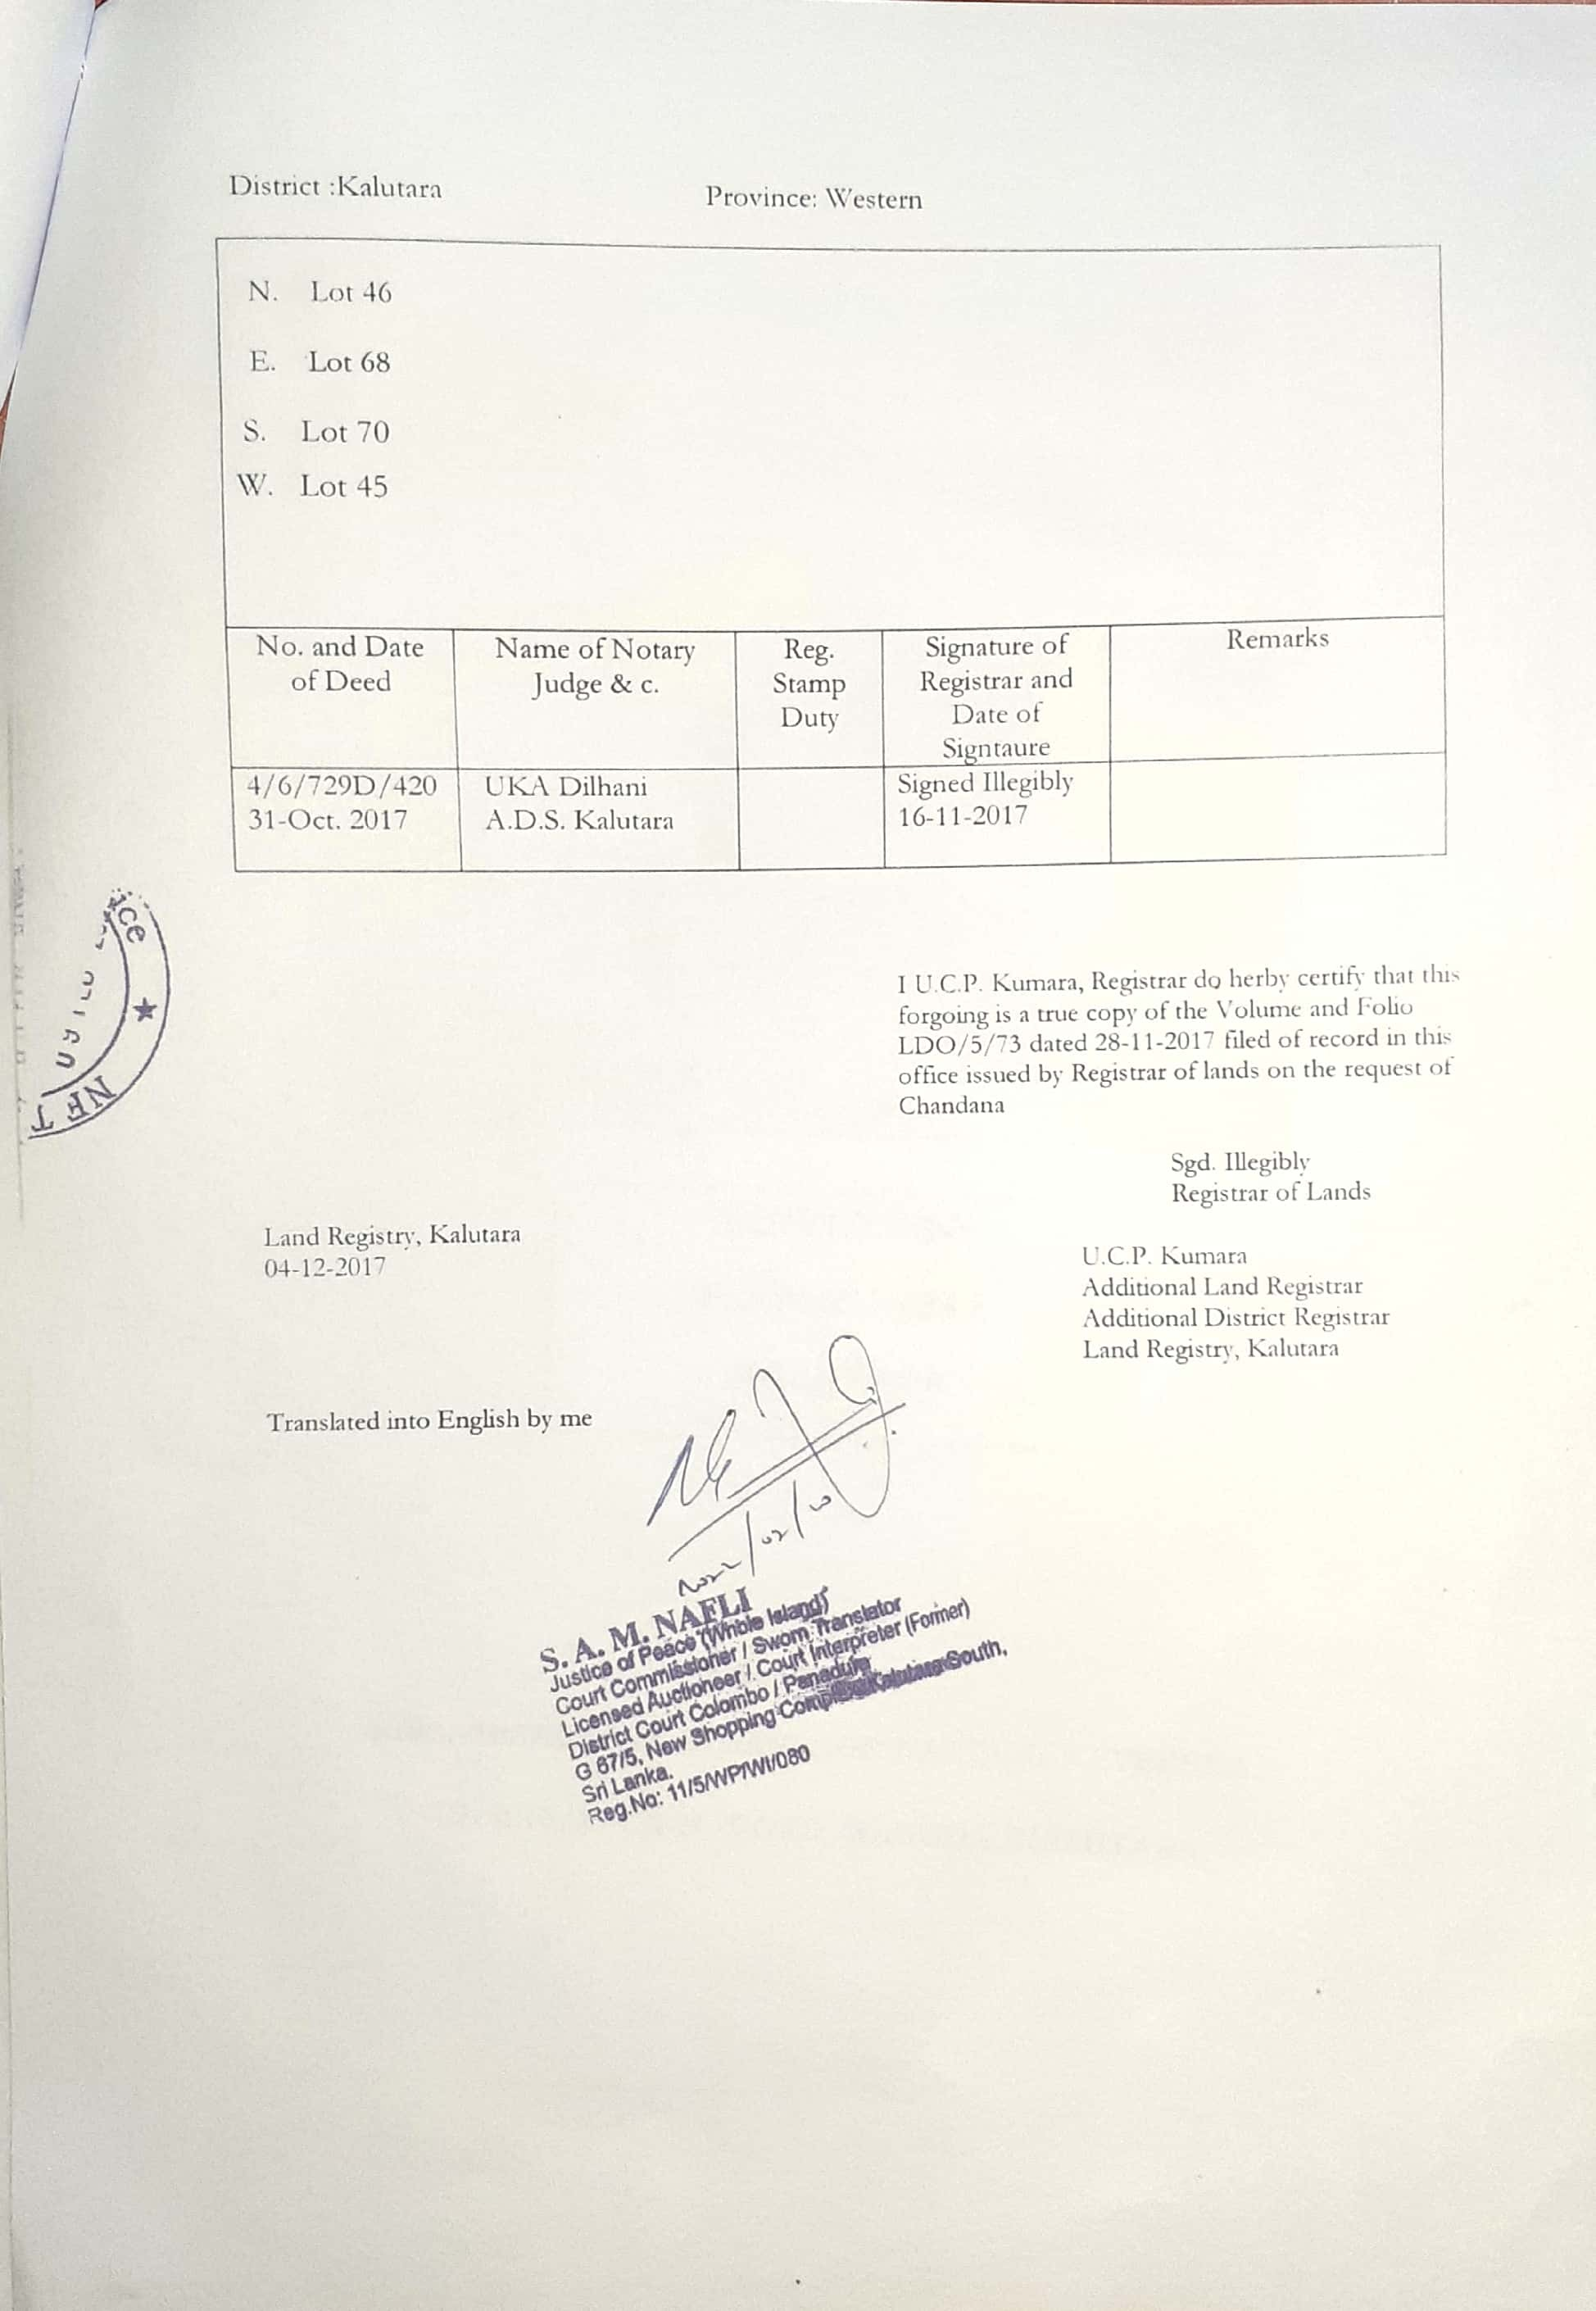 District :Kalutara Province: Western
N. Lot 46
E. Lot 68
S. Lot 70
W. Lot 45
No. and Date of Deed
Name of Notary Judge & c.
Reg. Stamp Duty
Signature of Registrar and Date of Signtaure
Remarks
4/6/729D/420
31-Oct. 2017
UKA Dilhani
A.D.S. Kalutara
Signed Illegibly
16-11-2017
I U.C.P. Kumara, Registrar do herby certify that this
forgoing is a true copy of the Volume and Folio
LDO/5/73 dated 28-11-2017 filed of record in this
office issued by Registrar of lands on the request of
Chandana
Sgd. Illegibly
Registrar of Lands
Land Registry, Kalutara
04-12-2017
U.C.P. Kumara
Additional Land Registrar
Additional District Registrar
Land Registry, Kalutara
Translated into English by me
S. A. M. NAFLI
Justice of Peace (Whole Island)
Court Commissioner / Sworn Translator
Licensed Auctioneer / Court Interpreter (Former)
District Court Colombo / Panadura
G 67/5, New Shopping Complex Kalutara South,
Sri Lanka.
Reg.No: 11/5/WP/WI/080